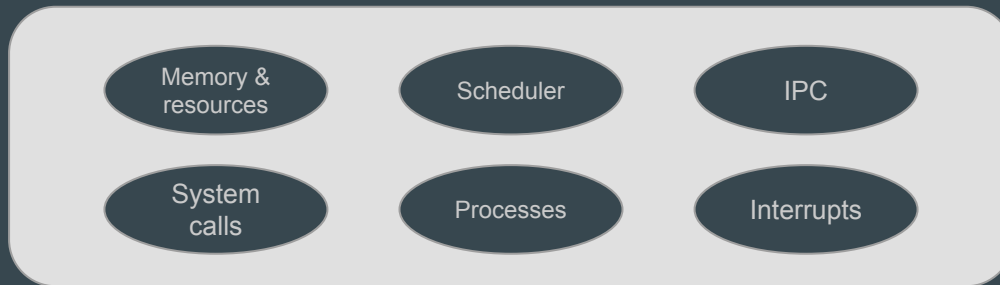 Memory &
resources
Scheduler
IPC
System
calls
Processes
Interrupts